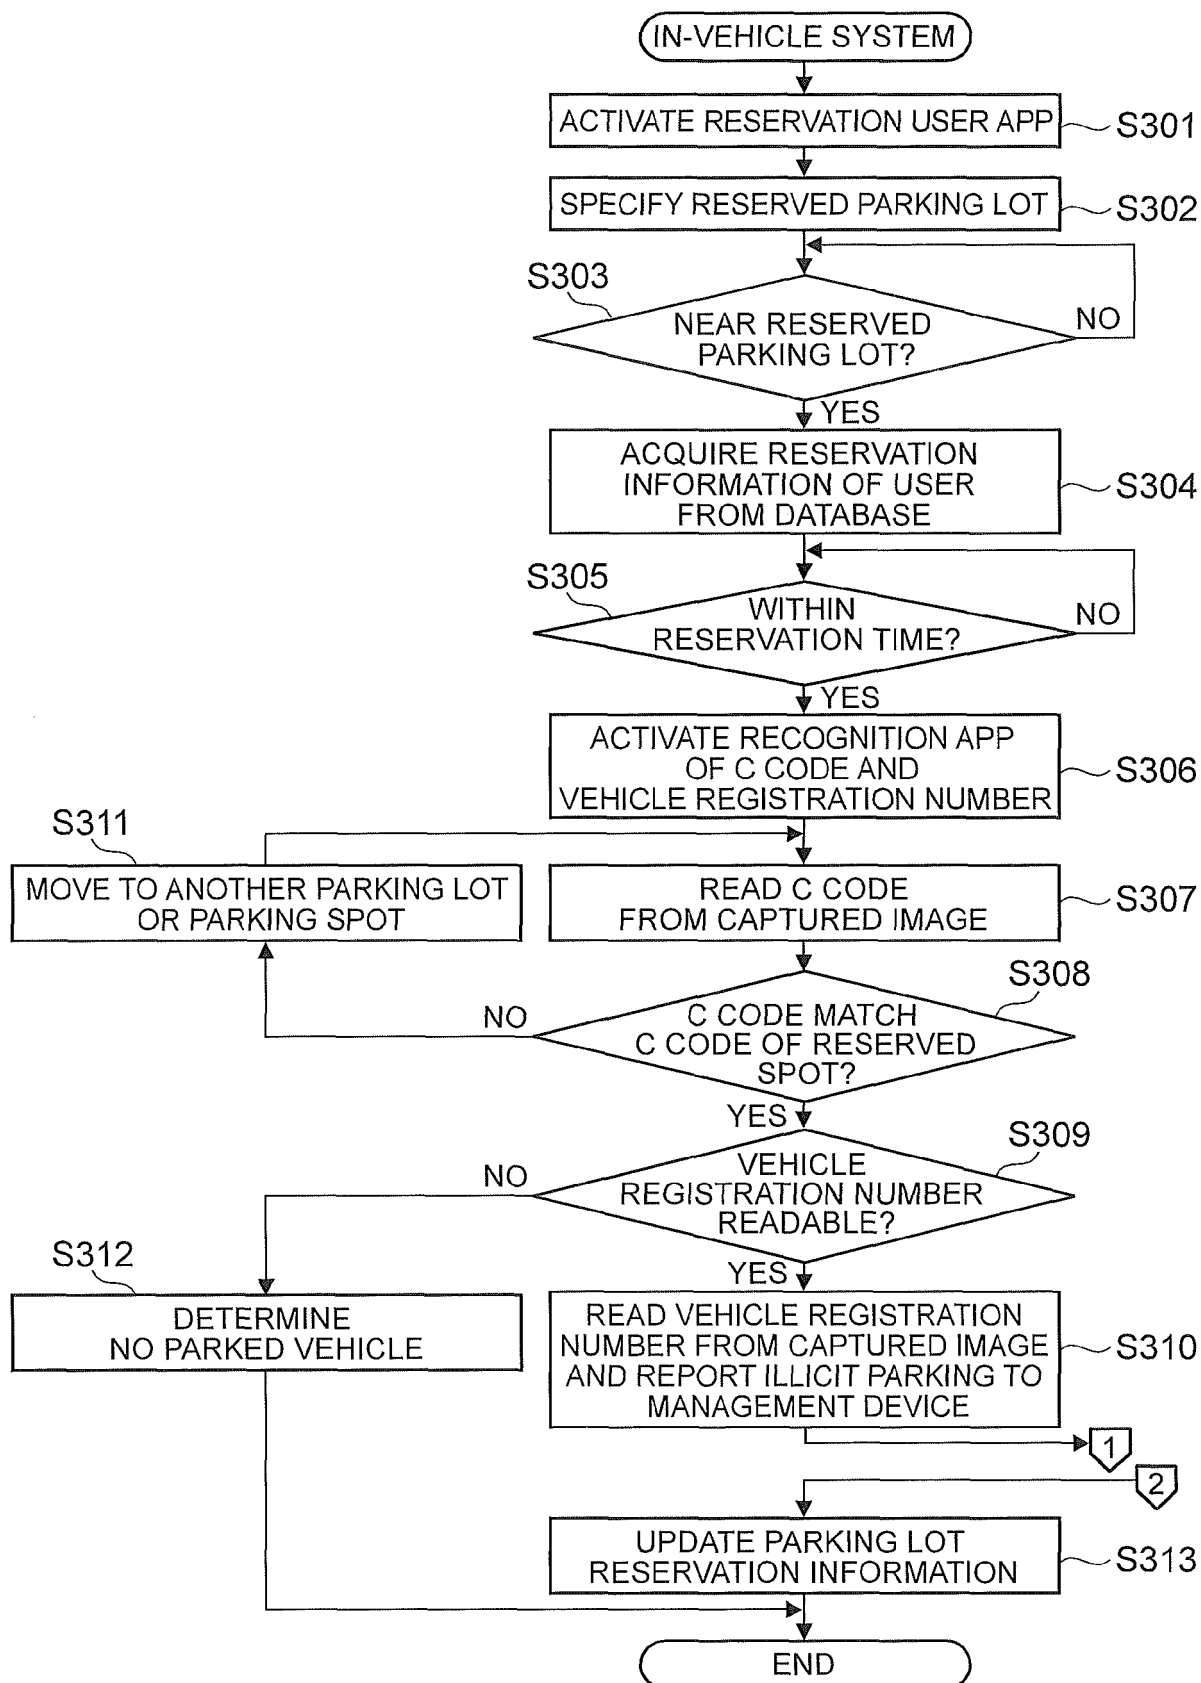 IN-VEHICLE SYSTEM
ACTIVATE RESERVATION USER APP
S301
SPECIFY RESERVED PARKING LOT
S302
S303
NEAR RESERVED
PARKING LOT?
NO
YES
ACQUIRE RESERVATION
INFORMATION OF USER
FROM DATABASE
S304
S305
WITHIN
RESERVATION TIME?
NO
YES
ACTIVATE RECOGNITION APP
OF C CODE AND
VEHICLE REGISTRATION NUMBER
S306
S311
MOVE TO ANOTHER PARKING LOT
OR PARKING SPOT
READ C CODE
FROM CAPTURED IMAGE
S307
S308
C CODE MATCH
C CODE OF RESERVED
SPOT?
NO
YES
S309
VEHICLE
REGISTRATION NUMBER
READABLE?
NO
YES
S312
DETERMINE
NO PARKED VEHICLE
READ VEHICLE REGISTRATION
NUMBER FROM CAPTURED IMAGE
AND REPORT ILLICIT PARKING TO
MANAGEMENT DEVICE
S310
1
2
UPDATE PARKING LOT
RESERVATION INFORMATION
S313
END